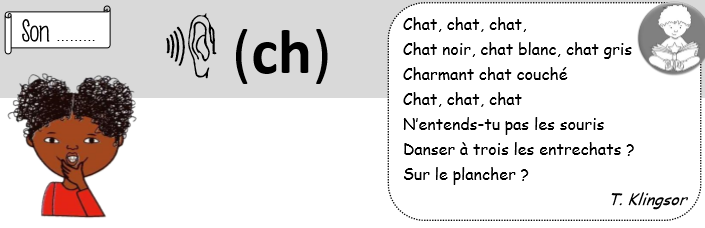 Son .........
(ch)
Chat, chat, chat,
Chat noir, chat blanc, chat gris
Charmant chat couché
Chat, chat, chat
N'entends-tu pas les souris
Danser à trois les entrechats ?
Sur le plancher ?
T. Klingsor